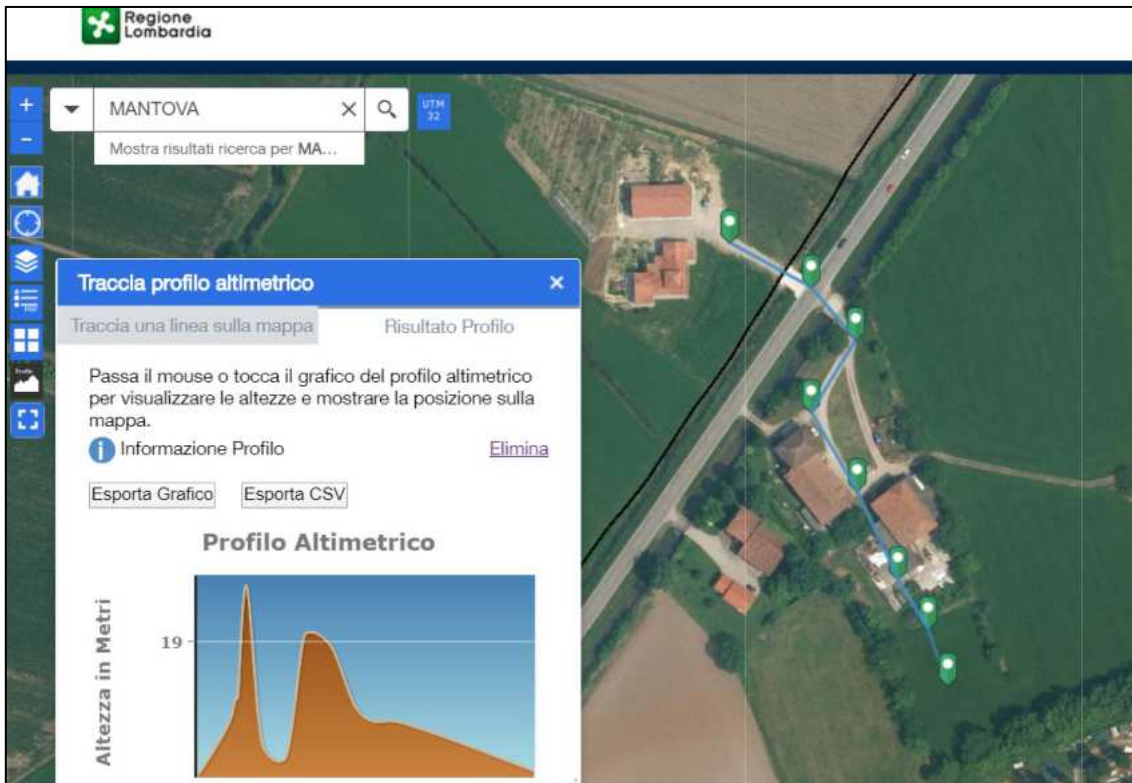 Regione
Lombardia
+
MANTOVA
UTM
32
−
Mostra risultati ricerca per MA...
Traccia profilo altimetrico
Traccia una linea sulla mappa
Risultato Profilo
Passa il mouse o tocca il grafico del profilo altimetrico
per visualizzare le altezze e mostrare la posizione sulla
mappa.
Informazione Profilo
Elimina
Esporta Grafico
Esporta CSV
Profilo Altimetrico
Altezza in Metri
19